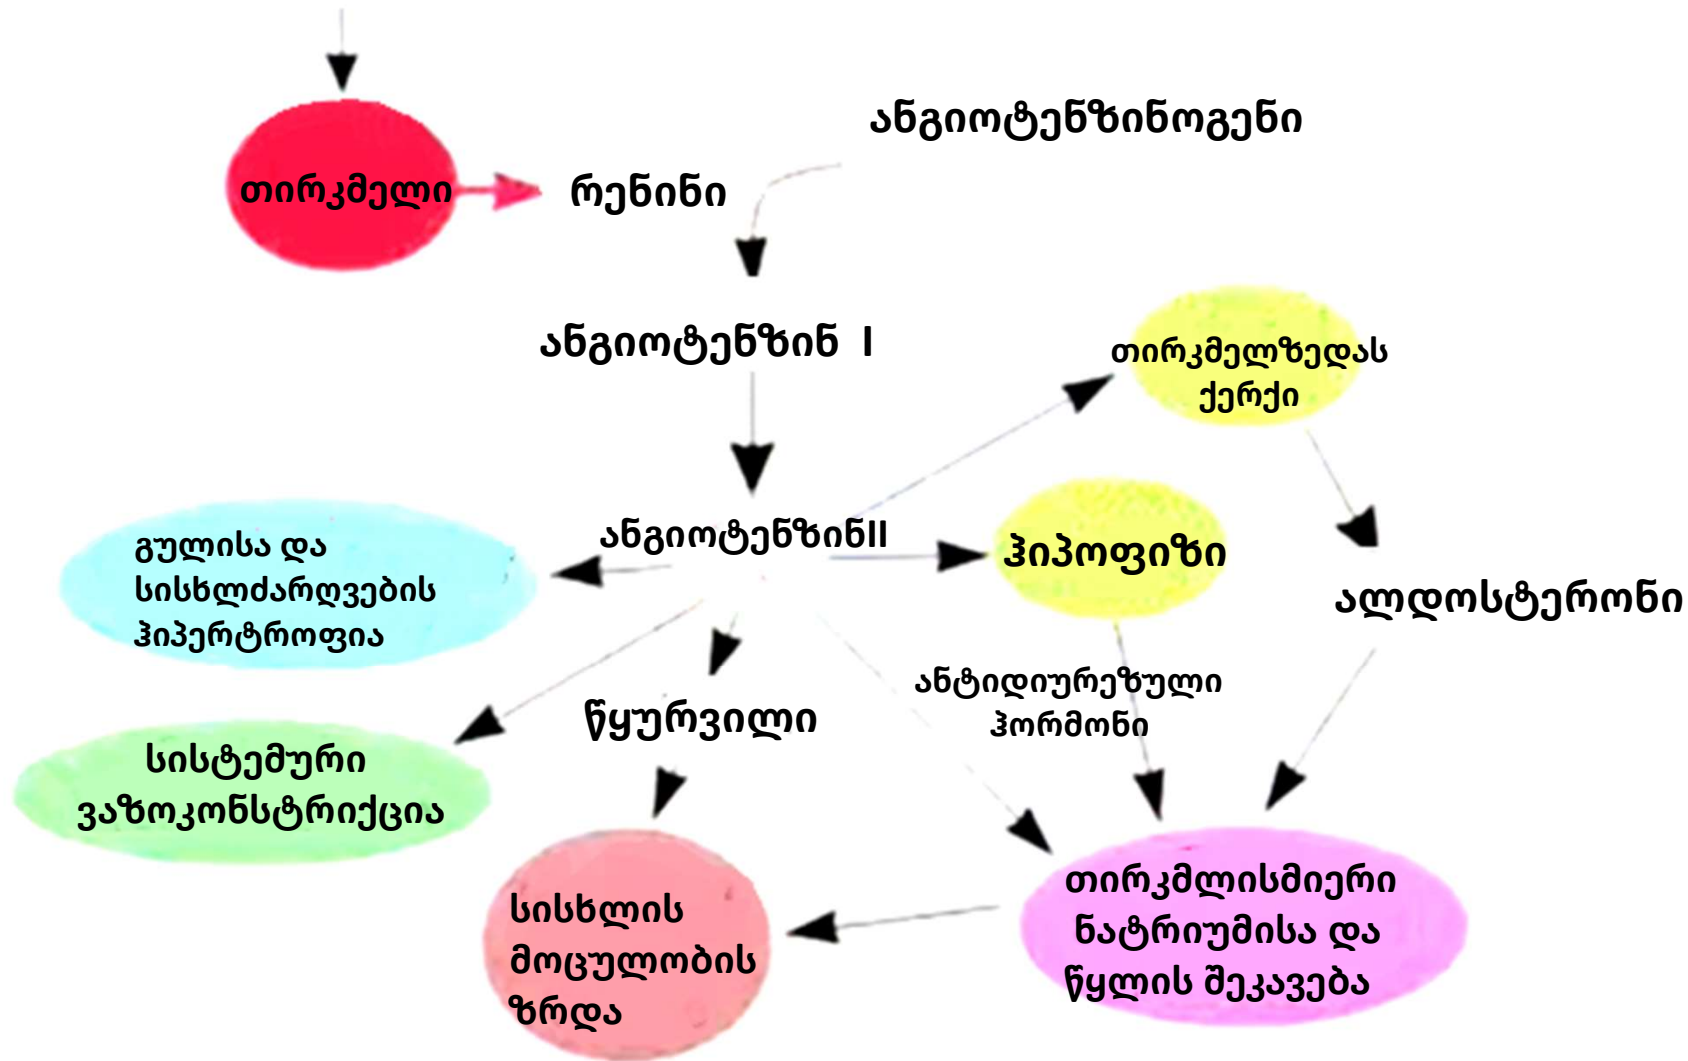 ანგიოტენზინოგენი
თირკმელი
რენინი
ანგიოტენზინ I
თირკმელზედას
ქერქი
ანგიოტენზინII
ჰიპოფიზი
გულისა და
სისხლძარღვების
ჰიპერტროფია
ალდოსტერონი
ანტიდიურეზული
ჰორმონი
წყურვილი
სისტემური
ვაზოკონსტრიქცია
თირკმლისმიერი
ნატრიუმისა და
წყლის შეკავება
სისხლის
მოცულობის
ზრდა